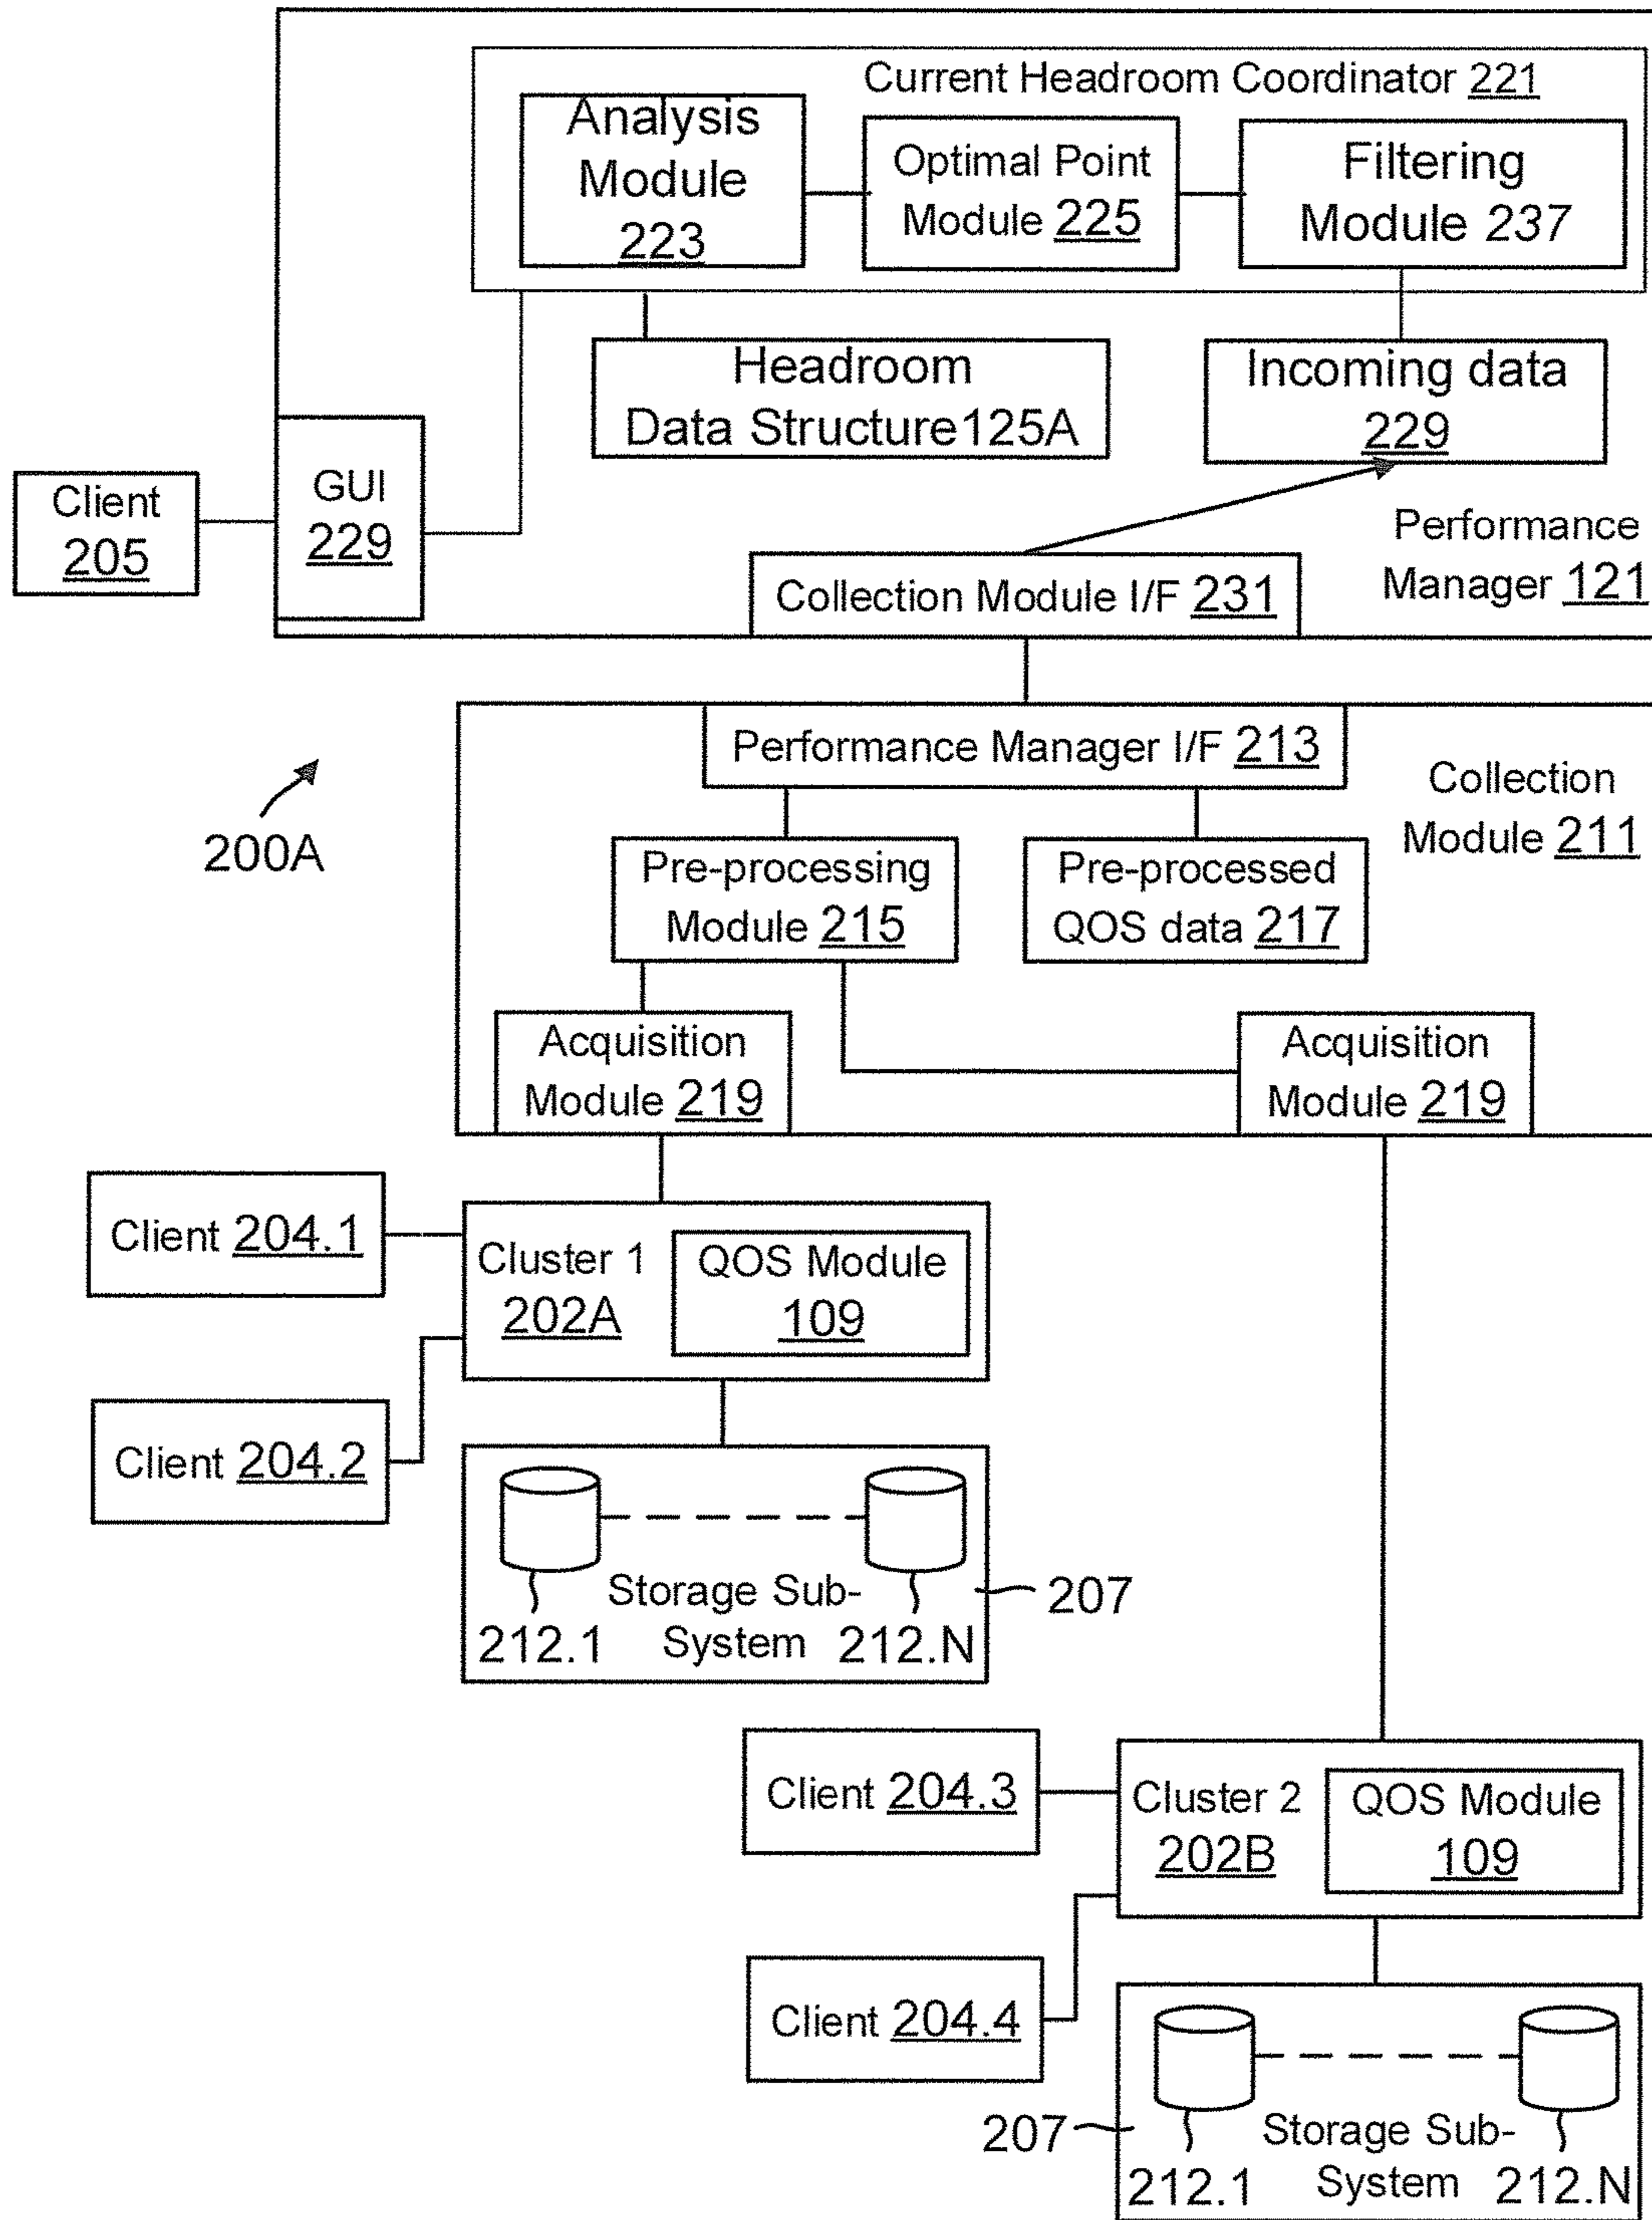 Current Headroom Coordinator 221
Analysis
Module
223
Optimal Point
Module 225
Filtering
Module 237
Headroom
Data Structure125A
Incoming data
229
Client
205
GUI
229
Performance
Manager 121
Collection Module I/F 231
Performance Manager I/F 213
Collection
Module 211
200A
Pre-processing
Module 215
Pre-processed
QOS data 217
Acquisition
Module 219
Acquisition
Module 219
Client 204.1
Cluster 1
202A
QOS Module
109
Client 204.2
Storage Sub-
System
212.1
212.N
207
Client 204.3
Cluster 2
202B
QOS Module
109
Client 204.4
207
Storage Sub-
System
212.1
212.N